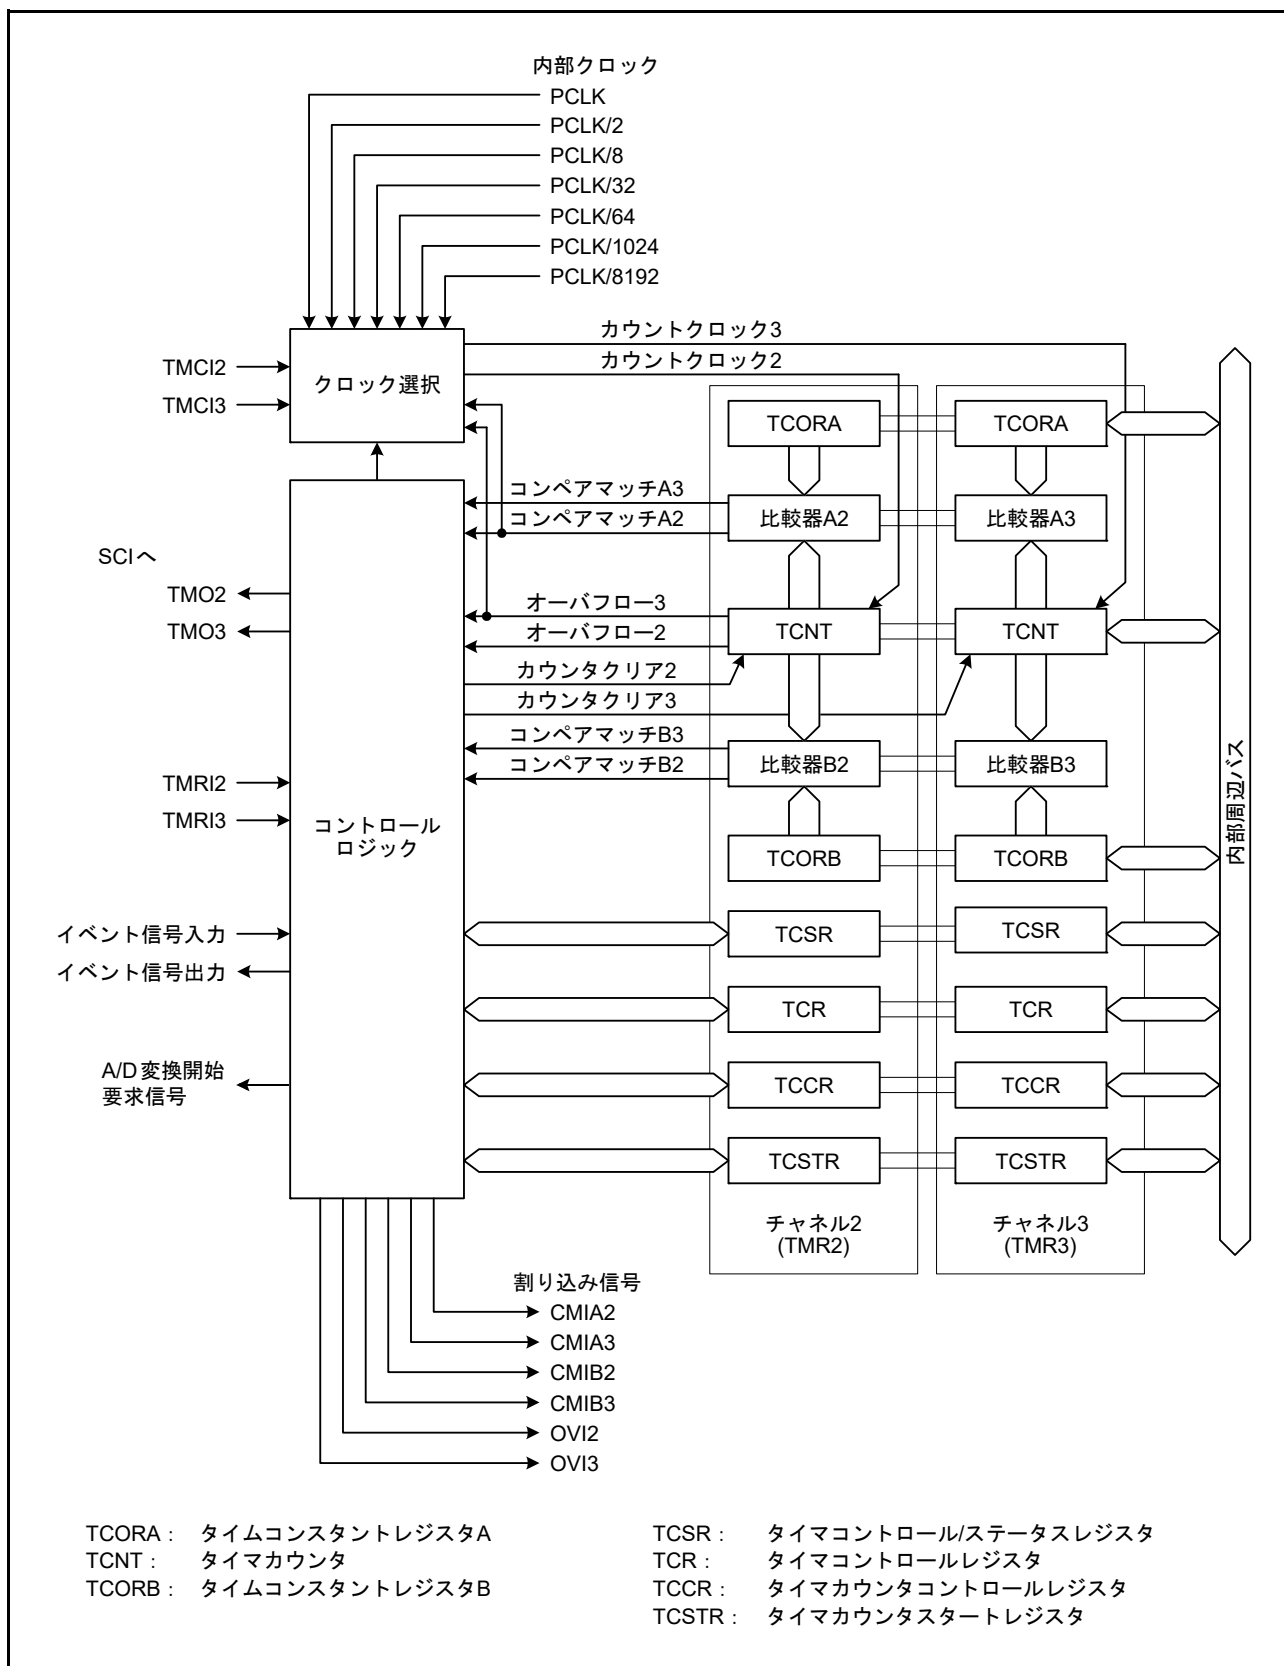 内部クロック
PCLK
PCLK/2
PCLK/8
PCLK/32
PCLK/64
PCLK/1024
PCLK/8192
カウントクロック3
カウントクロック2
TMCI2
TMCI3
クロック選択
TCORA
TCORA
コンペアマッチA3
コンペアマッチA2
比較器A2
比較器A3
SCIへ
TMO2
TMO3
オーバフロー3
オーバフロー2
TCNT
TCNT
カウンタクリア2
カウンタクリア3
コンペアマッチB3
コンペアマッチB2
比較器B2
比較器B3
内部周辺バス
TMRI2
TMRI3
コントロール
ロジック
TCORB
TCORB
イベント信号入力
イベント信号出力
TCSR
TCSR
TCR
TCR
A/D変換開始
要求信号
TCCR
TCCR
TCSTR
TCSTR
チャネル2
(TMR2)
チャネル3
(TMR3)
割り込み信号
CMIA2
CMIA3
CMIB2
CMIB3
OVI2
OVI3
TCORA : タイムコンスタントレジスタA
TCNT : タイマカウンタ
TCORB : タイムコンスタントレジスタB
TCSR : タイマコントロール/ステータスレジスタ
TCR : タイマコントロールレジスタ
TCCR : タイマカウンタコントロールレジスタ
TCSTR : タイマカウンタスタートレジスタ